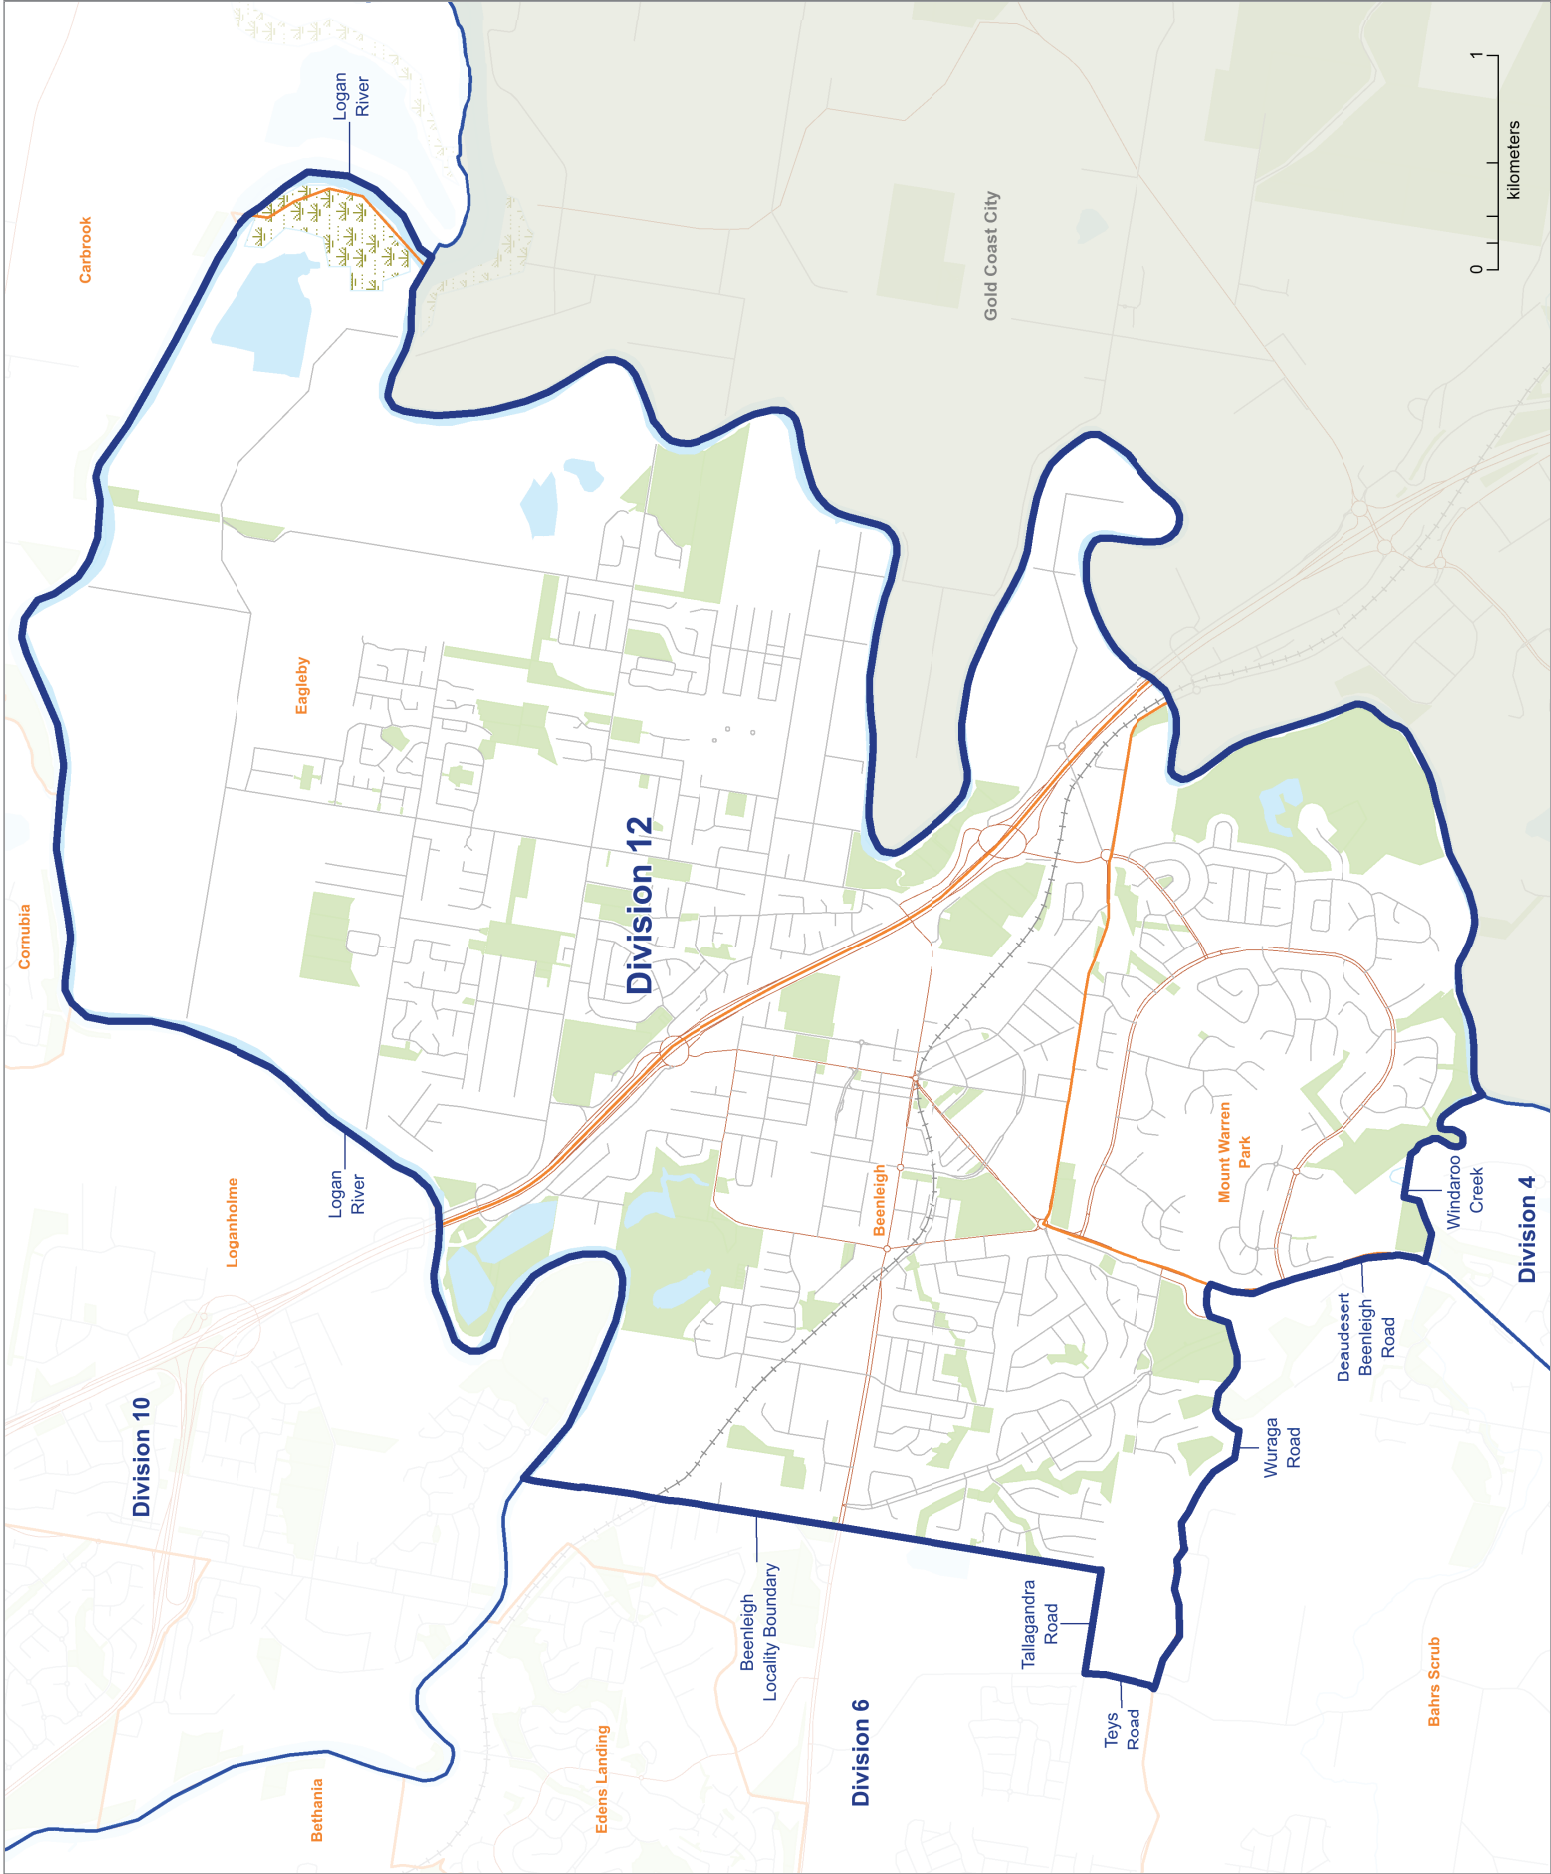 Carbrook
Logan
River
Cornubia
Eagleby
Gold Coast City
Division 12
Loganholme
Logan
River
Beenleigh
Mount Warren
Park
Windaroo
Creek
Division 4
Division 10
Beaudesert
Beenleigh
Road
Wuraga
Road
Beenleigh
Locality Boundary
Tallagandra
Road
Teys
Road
Bethania
Edens Landing
Division 6
Bahrs Scrub
0
1
kilometers